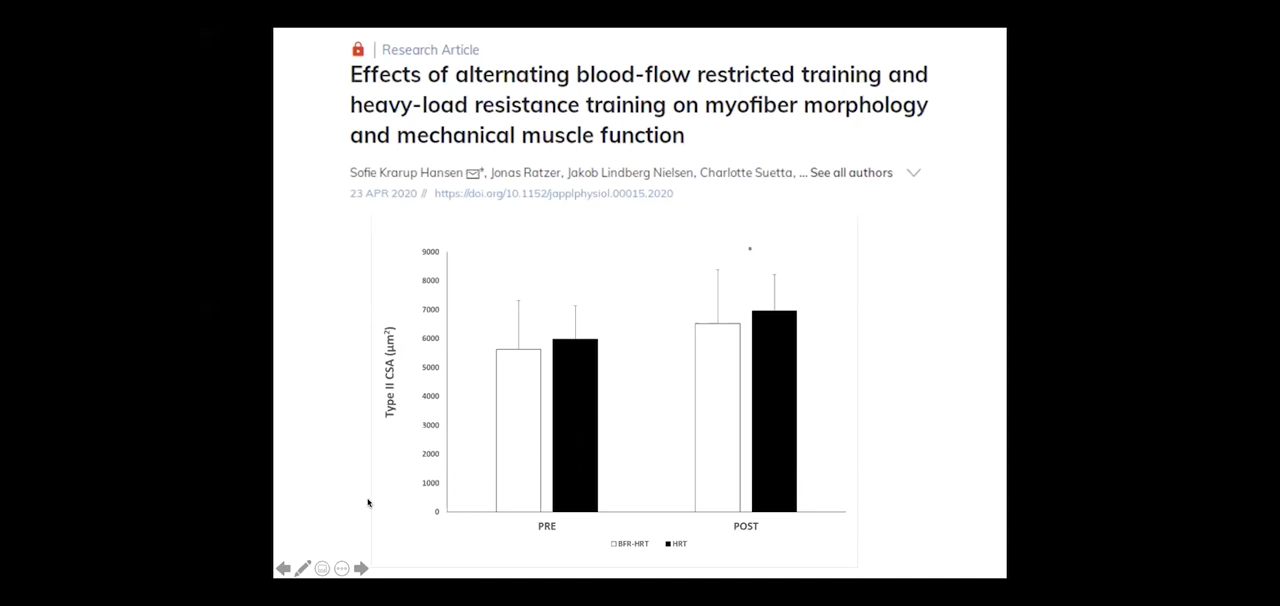 Research Article
Effects of alternating blood-flow restricted training and
heavy-load resistance training on myofiber morphology
and mechanical muscle function
Sofie Krarup Hansen *, Jonas Ratzer, Jakob Lindberg Nielsen, Charlotte Suetta, ... See all authors
23 APR 2020 // https://doi.org/10.1152/japplphysiol.00015.2020
*
9000
8000
7000
6000
5000
4000
3000
2000
1000
0
Type II CSA (µm²)
PRE POST
BFR-HRT HRT